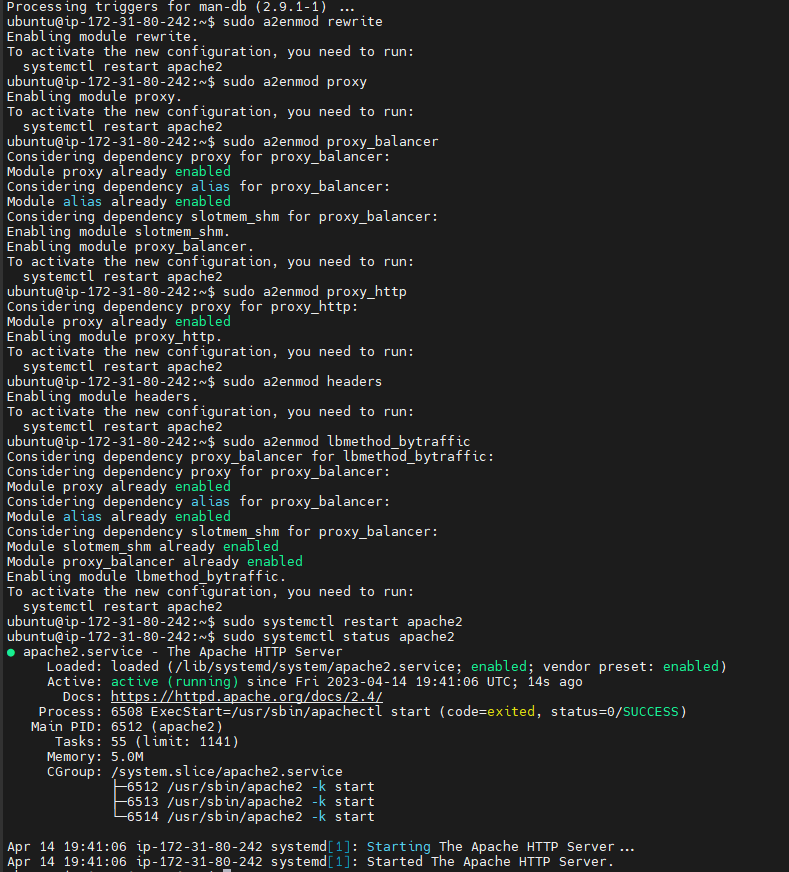 Processing triggers for man-db (2.9.1-1) ...
ubuntu@ip-172-31-80-242:~$ sudo a2enmod rewrite
Enabling module rewrite.
To activate the new configuration, you need to run:
  systemctl restart apache2
ubuntu@ip-172-31-80-242:~$ sudo a2enmod proxy
Enabling module proxy.
To activate the new configuration, you need to run:
  systemctl restart apache2
ubuntu@ip-172-31-80-242:~$ sudo a2enmod proxy_balancer
Considering dependency proxy for proxy_balancer:
Module proxy already enabled
Considering dependency alias for proxy_balancer:
Module alias already enabled
Considering dependency slotmem_shm for proxy_balancer:
Enabling module slotmem_shm.
Enabling module proxy_balancer.
To activate the new configuration, you need to run:
  systemctl restart apache2
ubuntu@ip-172-31-80-242:~$ sudo a2enmod proxy_http
Considering dependency proxy for proxy_http:
Module proxy already enabled
Enabling module proxy_http.
To activate the new configuration, you need to run:
  systemctl restart apache2
ubuntu@ip-172-31-80-242:~$ sudo a2enmod headers
Enabling module headers.
To activate the new configuration, you need to run:
  systemctl restart apache2
ubuntu@ip-172-31-80-242:~$ sudo a2enmod lbmethod_bytraffic
Considering dependency proxy_balancer for lbmethod_bytraffic:
Considering dependency proxy for proxy_balancer:
Module proxy already enabled
Considering dependency alias for proxy_balancer:
Module alias already enabled
Considering dependency slotmem_shm for proxy_balancer:
Module slotmem_shm already enabled
Module proxy_balancer already enabled
Enabling module lbmethod_bytraffic.
To activate the new configuration, you need to run:
  systemctl restart apache2
ubuntu@ip-172-31-80-242:~$ sudo systemctl restart apache2
ubuntu@ip-172-31-80-242:~$ sudo systemctl status apache2
● apache2.service - The Apache HTTP Server
     Loaded: loaded (/lib/systemd/system/apache2.service; enabled; vendor preset: enabled)
     Active: active (running) since Fri 2023-04-14 19:41:06 UTC; 14s ago
       Docs: https://httpd.apache.org/docs/2.4/
    Process: 6508 ExecStart=/usr/sbin/apachectl start (code=exited, status=0/SUCCESS)
   Main PID: 6512 (apache2)
      Tasks: 55 (limit: 1141)
     Memory: 5.0M
     CGroup: /system.slice/apache2.service
             ├─6512 /usr/sbin/apache2 -k start
             ├─6513 /usr/sbin/apache2 -k start
             └─6514 /usr/sbin/apache2 -k start

Apr 14 19:41:06 ip-172-31-80-242 systemd[1]: Starting The Apache HTTP Server...
Apr 14 19:41:06 ip-172-31-80-242 systemd[1]: Started The Apache HTTP Server.